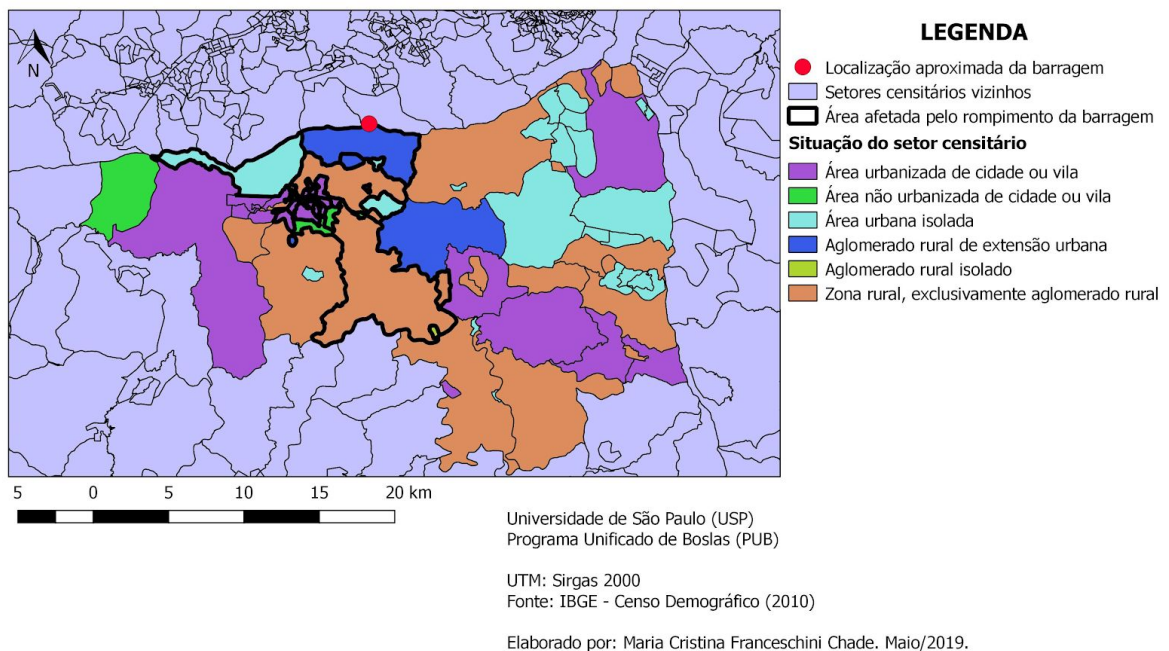 N
LEGENDA
Localização aproximada da barragem
Setores censitários vizinhos
Área afetada pelo rompimento da barragem
Situação do setor censitário
Área urbanizada de cidade ou vila
Área não urbanizada de cidade ou vila
Área urbana isolada
Aglomerado rural de extensão urbana
Aglomerado rural isolado
Zona rural, exclusivamente aglomerado rural
5 0 5 10 15 20 km
Universidade de São Paulo (USP)
Programa Unificado de Boslas (PUB)
UTM: Sirgas 2000
Fonte: IBGE - Censo Demográfico (2010)
Elaborado por: Maria Cristina Franceschini Chade. Maio/2019.